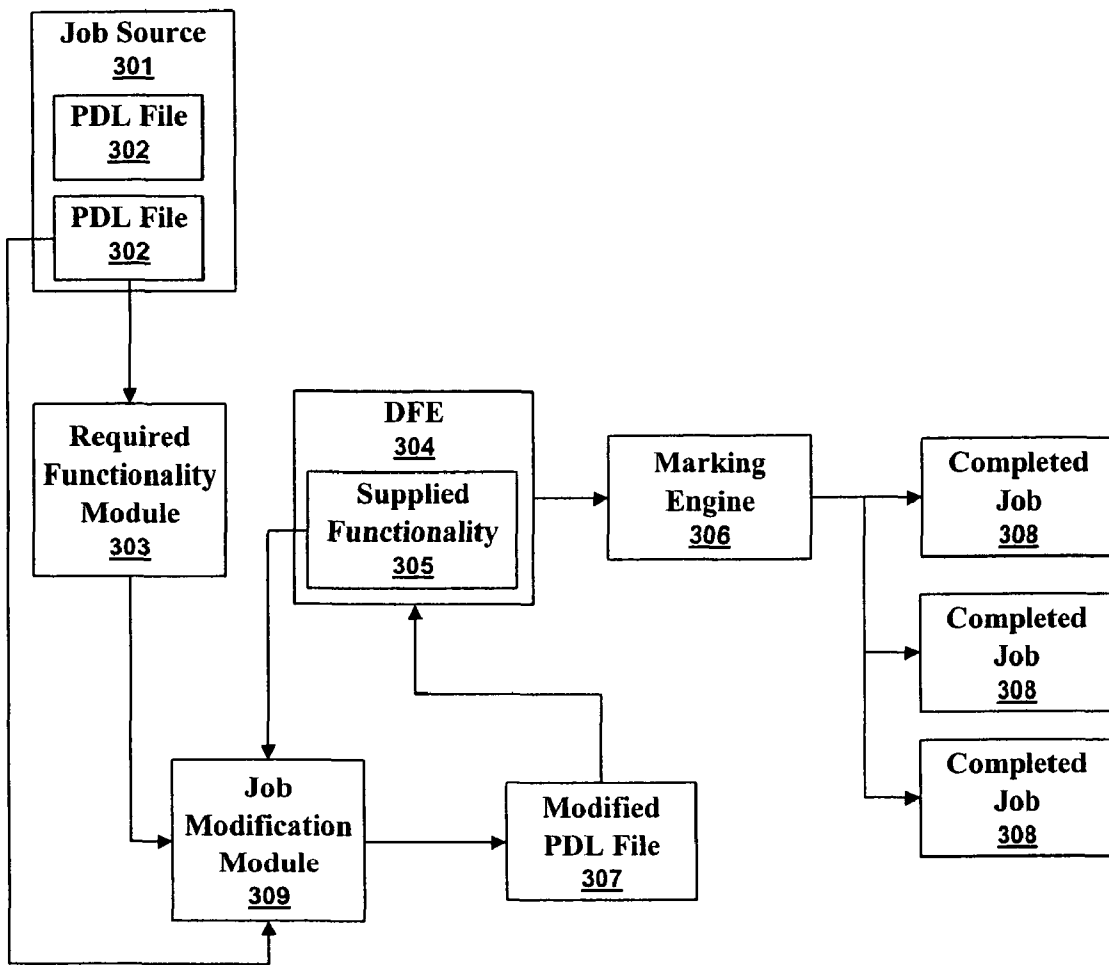 Job Source
301
PDL File
302
PDL File
302
Required
Functionality
Module
303
DFE
304
Supplied
Functionality
305
Marking
Engine
306
Completed
Job
308
Completed
Job
308
Completed
Job
308
Job
Modification
Module
309
Modified
PDL File
307